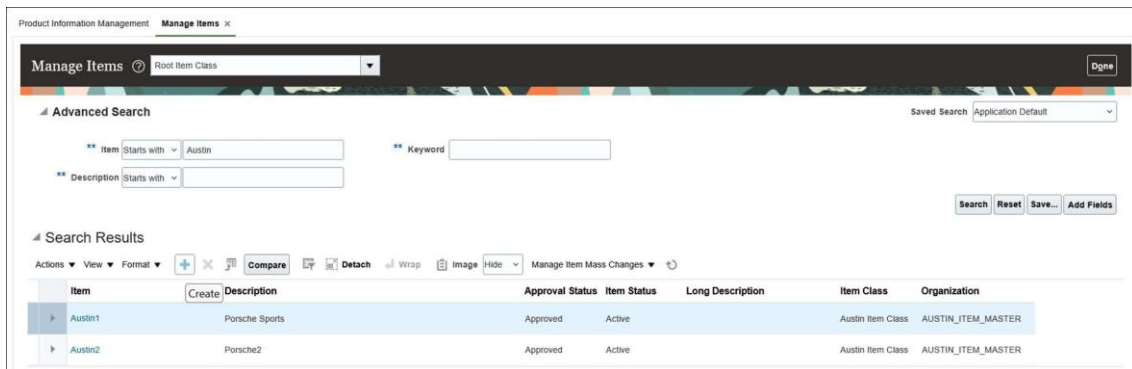 Product Information Management Manage Items ×
Manage Items ? Root Item Class Done
Advanced Search Saved Search Application Default
** Item Starts with Austin ** Keyword
** Description Starts with
Search Reset Save... Add Fields
Search Results
Actions View Format Compare Detach Wrap Image Hide Manage Item Mass Changes
Item Description Approval Status Item Status Long Description Item Class Organization
Create
Austin1 Porsche Sports Approved Active Austin Item Class AUSTIN_ITEM_MASTER
Austin2 Porsche2 Approved Active Austin Item Class AUSTIN_ITEM_MASTER